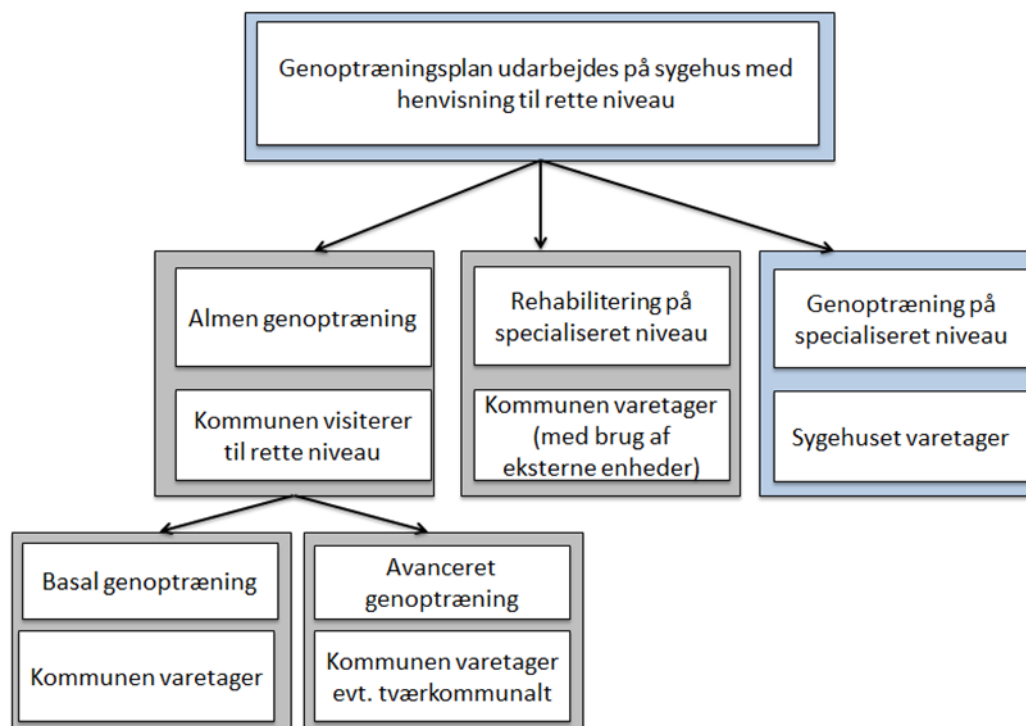 Genoptræningsplan udarbejdes på sygehus med
henvisning til rette niveau
Almen genoptræning
Kommunen visiterer
til rette niveau
Rehabilitering på
specialiseret niveau
Kommunen varetager
(med brug af
eksterne enheder)
Genoptræning på
specialiseret niveau
Sygehuset varetager
Basal genoptræning
Kommunen varetager
Avanceret
genoptræning
Kommunen varetager
evt. tværkommunalt